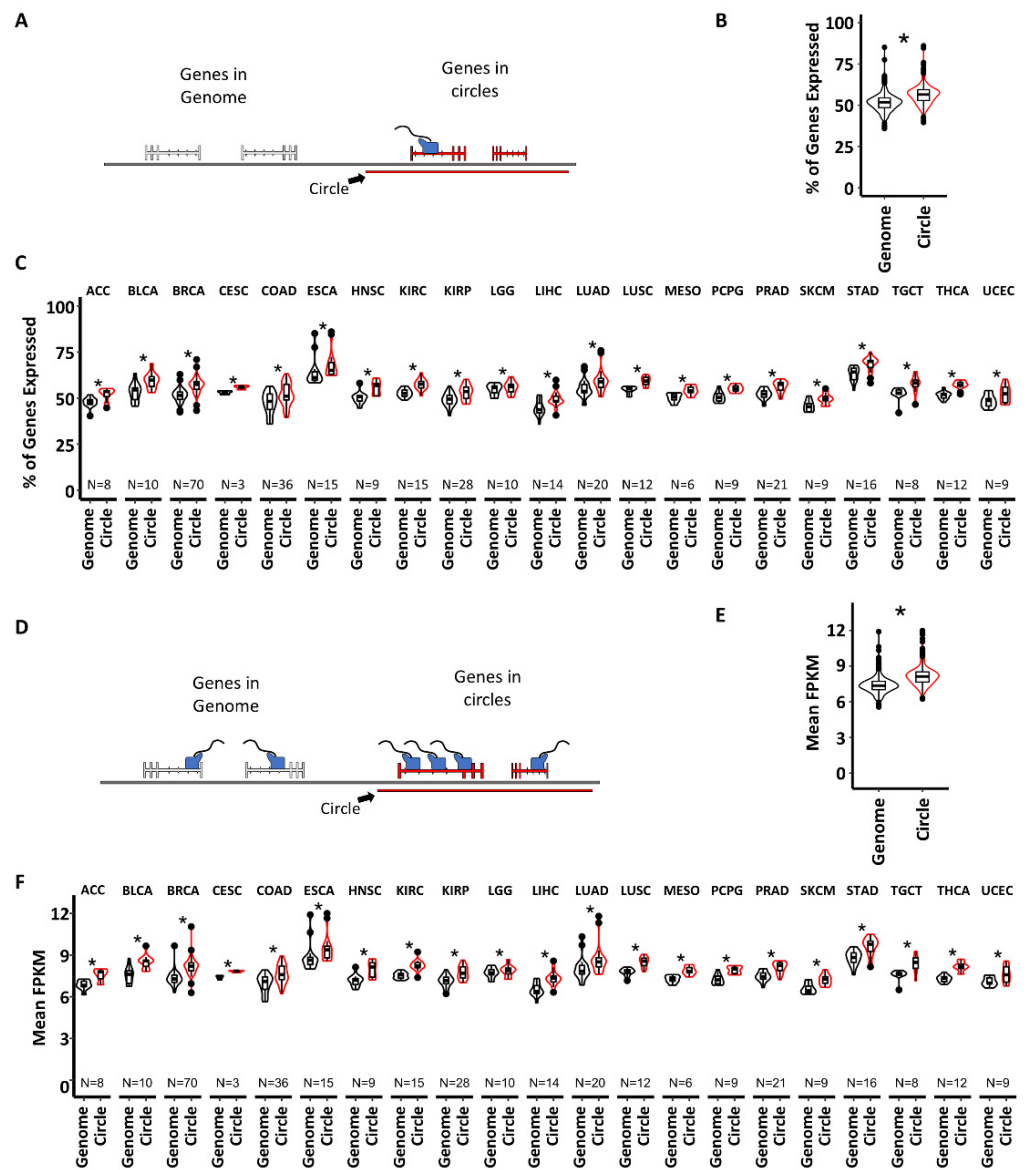 A
Genes in
Genome
Genes in
circles
Circle
B
% of Genes Expressed
100
75
50
25
0
*
Genome
Circle
C
ACC BLCA BRCA CESC COAD ESCA HNSC KIRC KIRP LGG LIHC LUAD LUSC MESO PCPG PRAD SKCM STAD TGCT THCA UCEC
% of Genes Expressed
100
75
50
25
0
* * * * * * * * * * * * * * * * * * * * *
N=8 N=10 N=70 N=3 N=36 N=15 N=9 N=15 N=28 N=10 N=14 N=20 N=12 N=6 N=9 N=21 N=9 N=16 N=8 N=12 N=9
Genome Circle Genome Circle Genome Circle Genome Circle Genome Circle Genome Circle Genome Circle Genome Circle Genome Circle Genome Circle Genome Circle Genome Circle Genome Circle Genome Circle Genome Circle Genome Circle Genome Circle Genome Circle Genome Circle Genome Circle Genome Circle
D
Genes in
Genome
Genes in
circles
Circle
E
Mean FPKM
12
9
6
3
0
*
Genome
Circle
F
ACC BLCA BRCA CESC COAD ESCA HNSC KIRC KIRP LGG LIHC LUAD LUSC MESO PCPG PRAD SKCM STAD TGCT THCA UCEC
Mean FPKM
12
9
6
3
0
* * * * * * * * * * * * * * * * * * * * *
N=8 N=10 N=70 N=3 N=36 N=15 N=9 N=15 N=28 N=10 N=14 N=20 N=12 N=6 N=9 N=21 N=9 N=16 N=8 N=12 N=9
Genome Circle Genome Circle Genome Circle Genome Circle Genome Circle Genome Circle Genome Circle Genome Circle Genome Circle Genome Circle Genome Circle Genome Circle Genome Circle Genome Circle Genome Circle Genome Circle Genome Circle Genome Circle Genome Circle Genome Circle Genome Circle